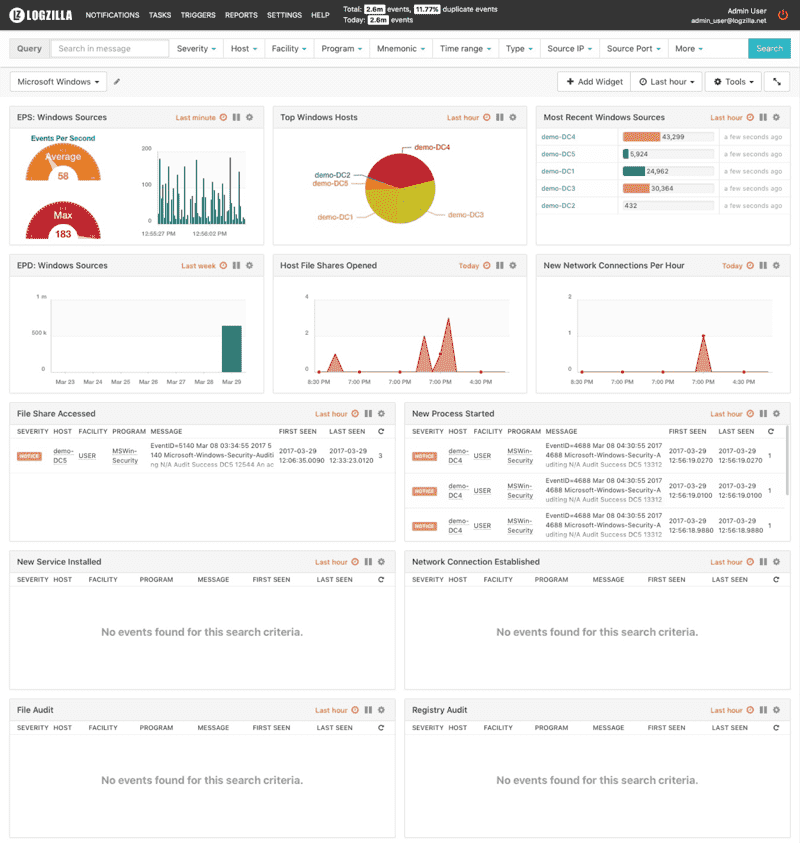 LOGZILLA NOTIFICATIONS TASKS TRIGGERS REPORTS SETTINGS HELP
Total: 2.6m events, 11.77% duplicate events
Today: 2.6m events
Admin User
admin_user@logzilla.net
Query Search in message Severity Host Facility Program Mnemonic Time range Type Source IP Source Port More Search
Microsoft Windows + Add Widget Last hour Tools
EPS: Windows Sources Last minute
Events Per Second
Average
58
Max
183
200
100
0
12:55:27 PM 12:56:02 PM
Top Windows Hosts Last hour
demo-DC4
demo-DC2
demo-DC5
demo-DC1
demo-DC3
Most Recent Windows Sources Last hour
demo-DC4 43,299 a few seconds ago
demo-DC5 5,924 a few seconds ago
demo-DC1 24,962 a few seconds ago
demo-DC3 30,364 a few seconds ago
demo-DC2 432 a few seconds ago
EPD: Windows Sources Last week
1 m
500 k
0
Mar 23 Mar 24 Mar 25 Mar 26 Mar 27 Mar 28 Mar 29
Host File Shares Opened Today
4
2
0
8:30 PM 7:00 PM 7:00 PM 7:00 PM 4:30 PM
New Network Connections Per Hour Today
2
1
0
8:30 PM 7:00 PM 7:00 PM 7:00 PM 4:30 PM
File Share Accessed Last hour
SEVERITY HOST FACILITY PROGRAM MESSAGE FIRST SEEN LAST SEEN
NOTICE demo-DC5 USER MSWin-Security
EventID=5140 Mar 08 03:34:55 2017 5
140 Microsoft-Windows-Security-Auditi
ng N/A Audit Success DC5 12544 An ac
2017-03-29 12:06:35.0090 2017-03-29 12:33:23.0120 3
New Process Started Last hour
SEVERITY HOST FACILITY PROGRAM MESSAGE FIRST SEEN LAST SEEN
NOTICE demo-DC4 USER MSWin-Security
EventID=4688 Mar 08 04:30:55 2017
4688 Microsoft-Windows-Security-A
uditing N/A Audit Success DC5 13312
2017-03-29 12:56:19.0270 2017-03-29 12:56:19.0270 1
NOTICE demo-DC4 USER MSWin-Security
EventID=4688 Mar 08 04:30:55 2017
4688 Microsoft-Windows-Security-A
uditing N/A Audit Success DC5 13312
2017-03-29 12:56:19.0100 2017-03-29 12:56:19.0100 1
NOTICE demo-DC4 USER MSWin-Security
EventID=4688 Mar 08 04:30:55 2017
4688 Microsoft-Windows-Security-A
uditing N/A Audit Success DC5 13312
2017-03-29 12:56:18.9880 2017-03-29 12:56:18.9880 1
New Service Installed Last hour
SEVERITY HOST FACILITY PROGRAM MESSAGE FIRST SEEN LAST SEEN
No events found for this search criteria.
Network Connection Established Last hour
SEVERITY HOST FACILITY PROGRAM MESSAGE FIRST SEEN LAST SEEN
No events found for this search criteria.
File Audit Last hour
SEVERITY HOST FACILITY PROGRAM MESSAGE FIRST SEEN LAST SEEN
No events found for this search criteria.
Registry Audit Last hour
SEVERITY HOST FACILITY PROGRAM MESSAGE FIRST SEEN LAST SEEN
No events found for this search criteria.